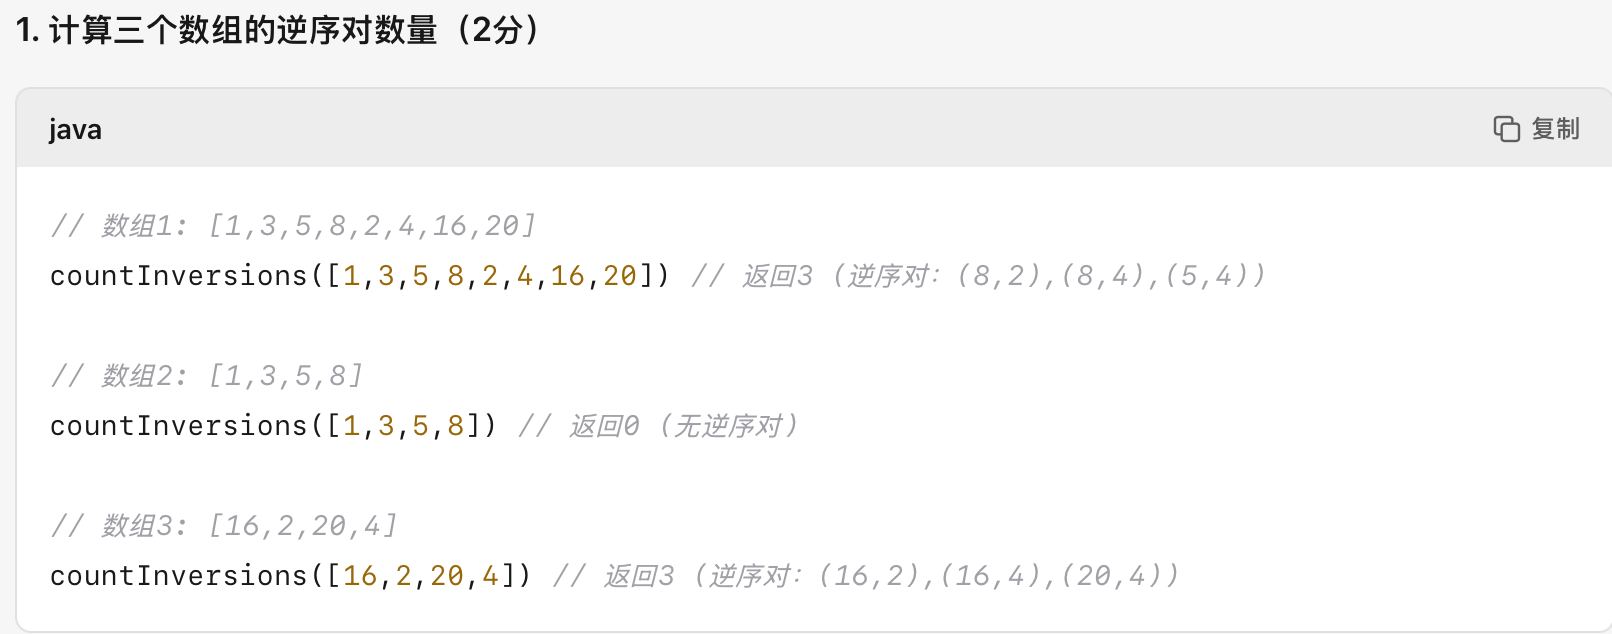 1. 计算三个数组的逆序对数量（2分）
java
复制
// 数组1: [1,3,5,8,2,4,16,20]
countInversions([1,3,5,8,2,4,16,20]) // 返回3 (逆序对：(8,2),(8,4),(5,4))
// 数组2: [1,3,5,8]
countInversions([1,3,5,8]) // 返回0 (无逆序对)
// 数组3: [16,2,20,4]
countInversions([16,2,20,4]) // 返回3 (逆序对：(16,2),(16,4),(20,4))